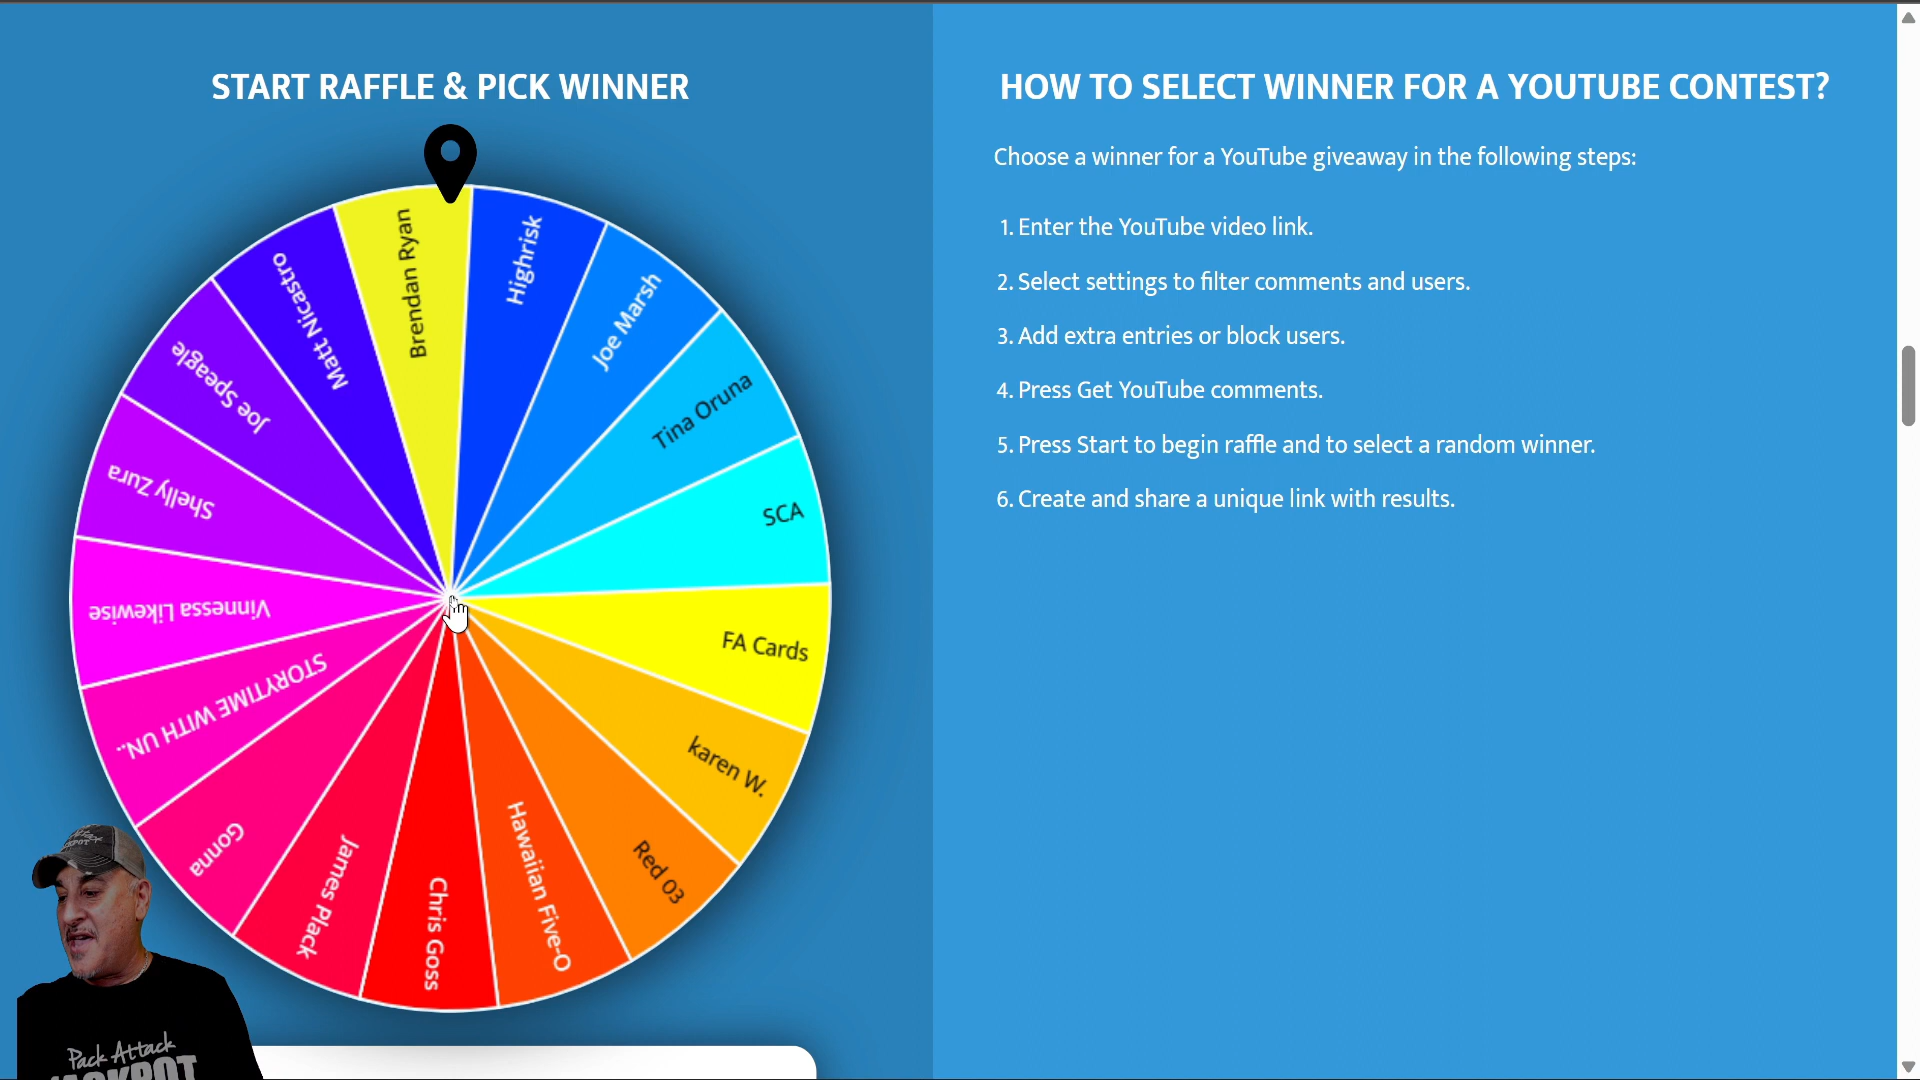 START RAFFLE & PICK WINNER
Brendan Ryan
Highrisk
Joe Marsh
Tina Oruna
SCA
FA Cards
karen W.
Red 03
Hawaiian Five-O
Chris Goss
James Plack
Gonna
STORYTIME WITH UN..
Vinnessa Likewise
Shelly Zura
Joe Speagle
Matt Nicastro
Pack Attack
JACKPOT
HOW TO SELECT WINNER FOR A YOUTUBE CONTEST?
Choose a winner for a YouTube giveaway in the following steps:
1. Enter the YouTube video link.
2. Select settings to filter comments and users.
3. Add extra entries or block users.
4. Press Get YouTube comments.
5. Press Start to begin raffle and to select a random winner.
6. Create and share a unique link with results.